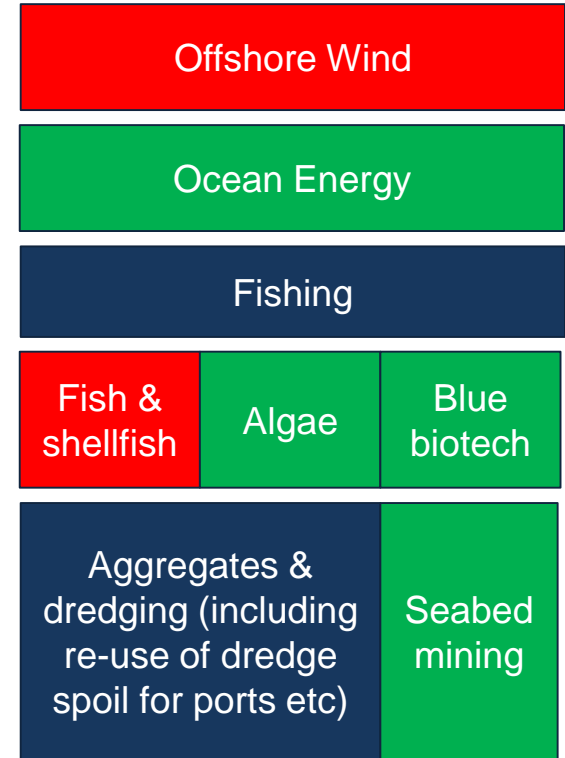 Offshore Wind
Ocean Energy
Fishing
Fish &
shellfish
Algae
Blue
biotech
Aggregates &
dredging (including
re-use of dredge
spoil for ports etc)
Seabed
mining